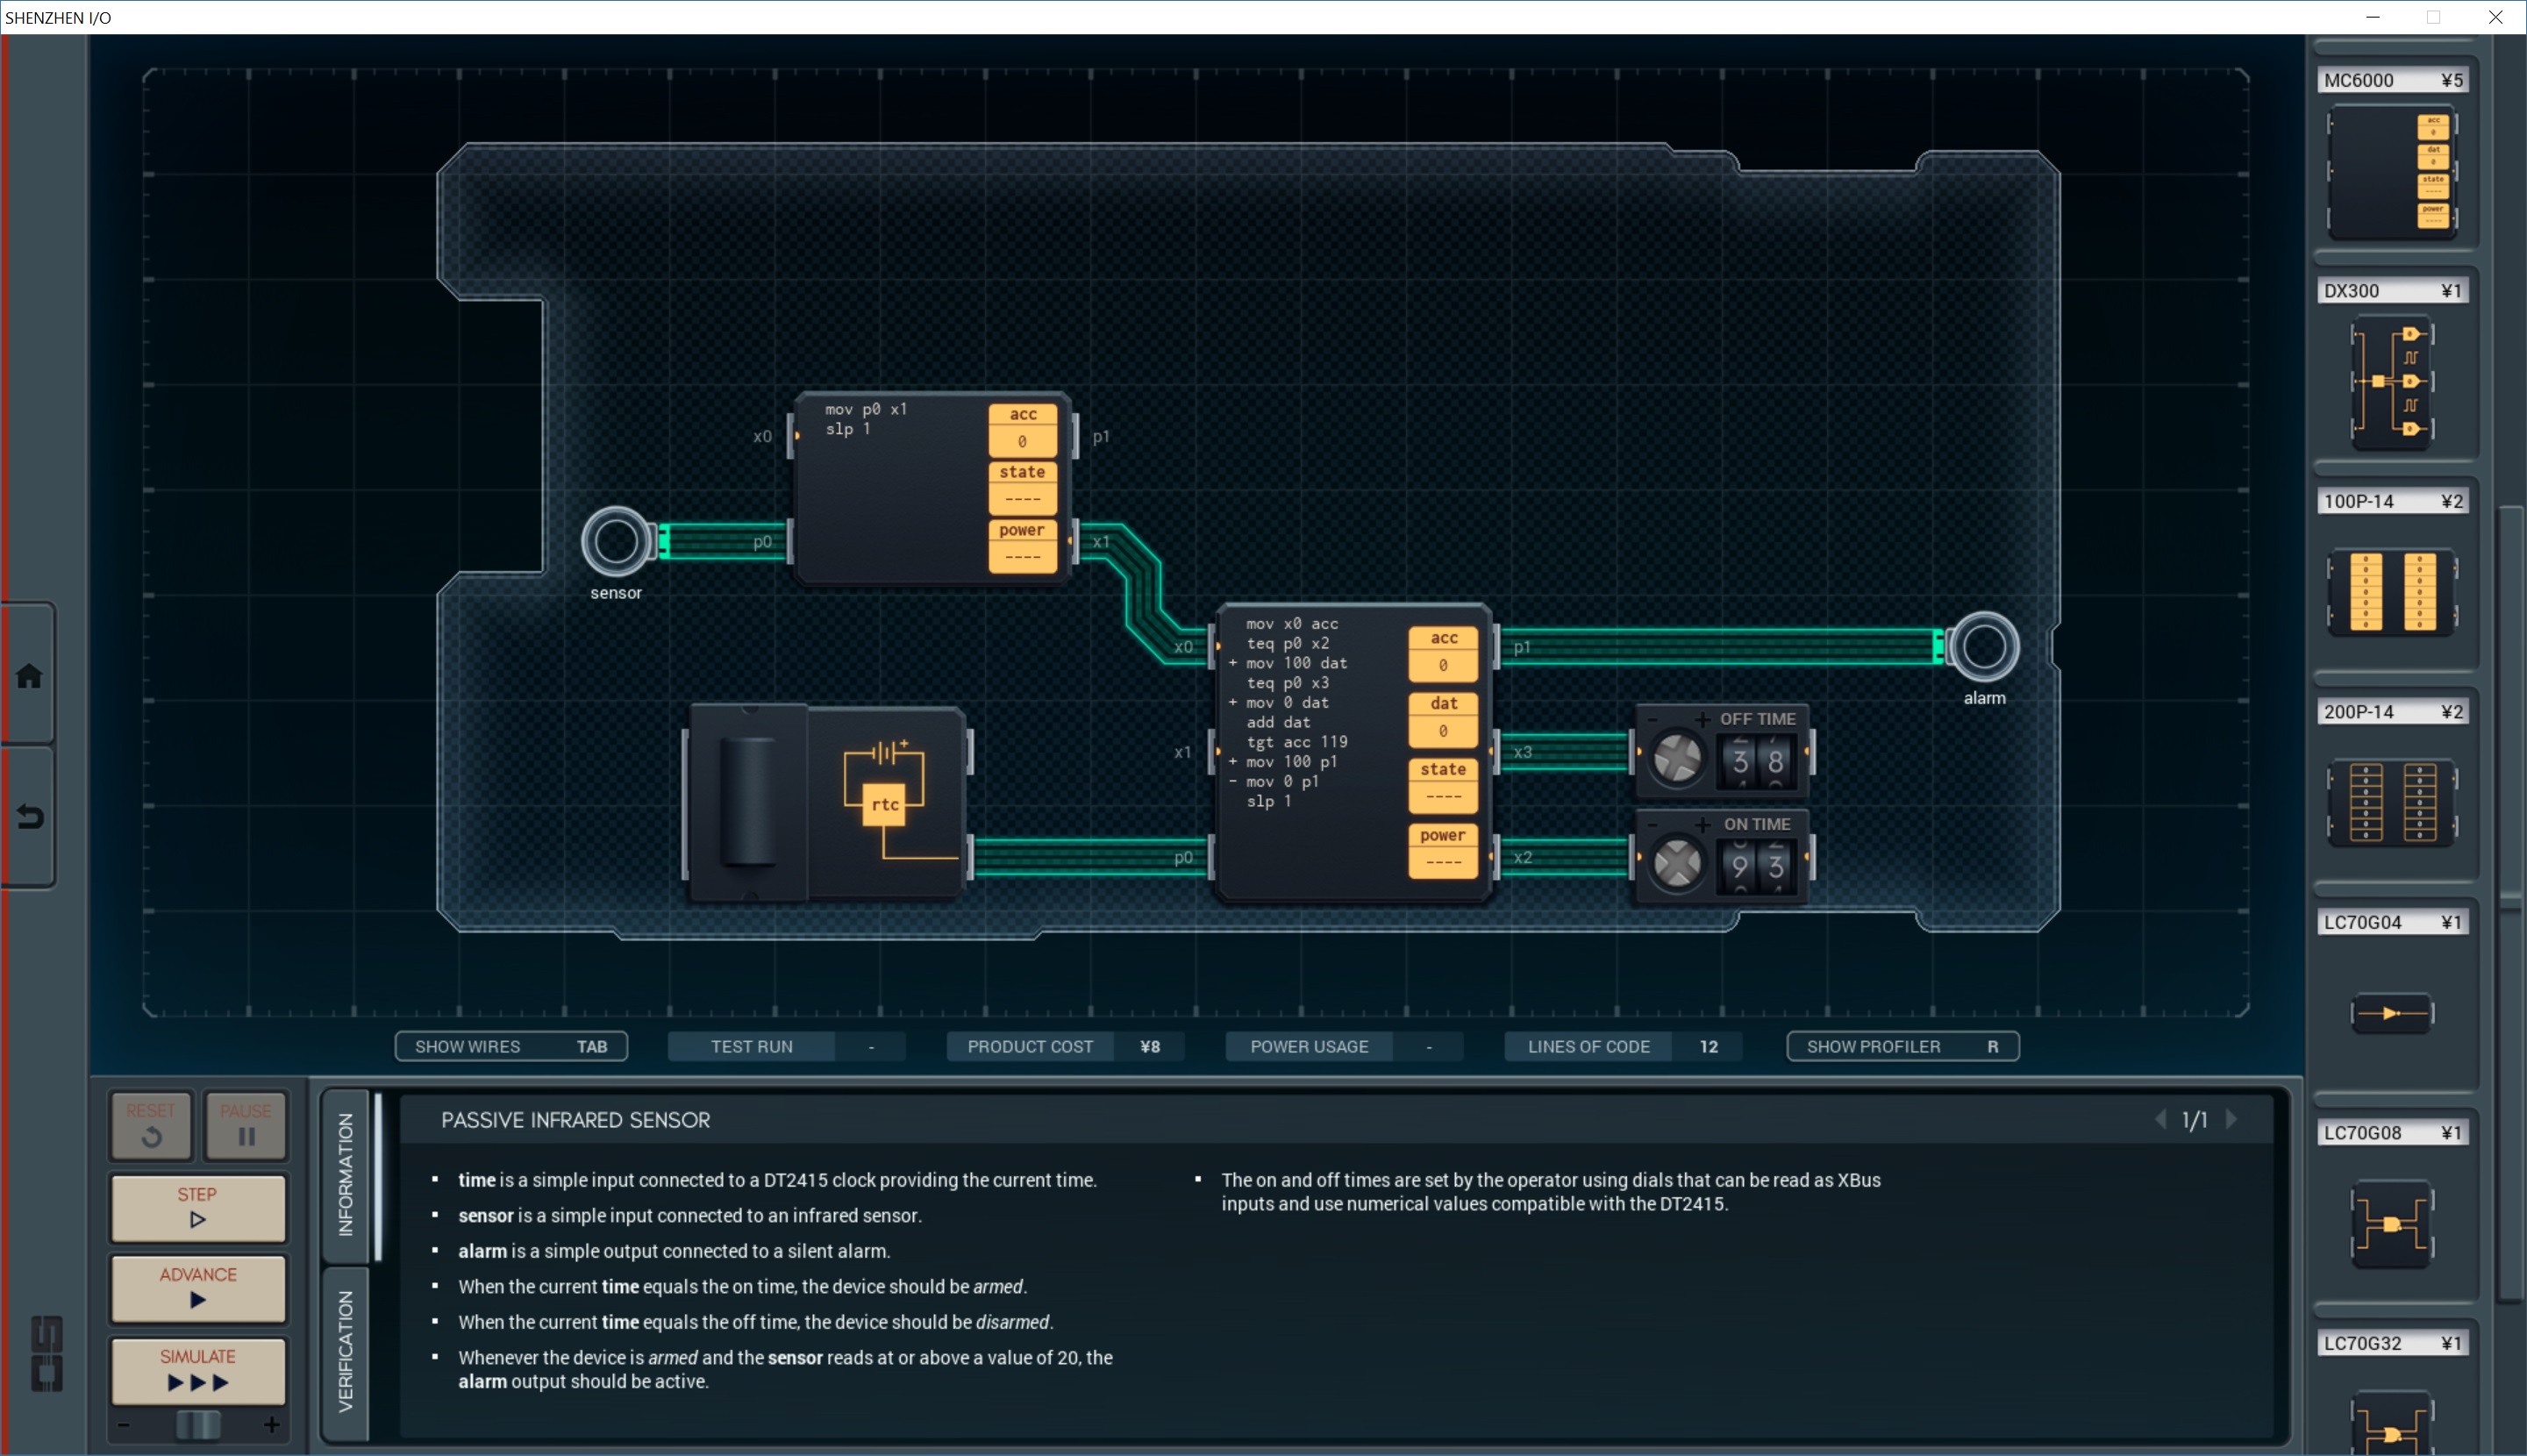 SHENZHEN I/O
MC6000 ¥5
acc
0
dat
0
state
----
power
----
DX300 ¥1
100P-14 ¥2
200P-14 ¥2
LC70G04 ¥1
LC70G08 ¥1
LC70G32 ¥1
mov p0 x1
slp 1
acc
0
state
----
power
----
x0
p1
p0
x1
sensor
mov x0 acc
teq p0 x2
+ mov 100 dat
teq p0 x3
+ mov 0 dat
add dat
tgt acc 119
+ mov 100 p1
- mov 0 p1
slp 1
acc
0
dat
0
state
----
power
----
x0
p1
x1
x3
p0
x2
alarm
rtc
- + OFF TIME
3 8
- + ON TIME
9 3
SHOW WIRES TAB
TEST RUN -
PRODUCT COST ¥8
POWER USAGE -
LINES OF CODE 12
SHOW PROFILER R
RESET
PAUSE
STEP
ADVANCE
SIMULATE
- +
INFORMATION
VERIFICATION
PASSIVE INFRARED SENSOR
1/1
▪ time is a simple input connected to a DT2415 clock providing the current time.
▪ sensor is a simple input connected to an infrared sensor.
▪ alarm is a simple output connected to a silent alarm.
▪ When the current time equals the on time, the device should be armed.
▪ When the current time equals the off time, the device should be disarmed.
▪ Whenever the device is armed and the sensor reads at or above a value of 20, the
alarm output should be active.
▪ The on and off times are set by the operator using dials that can be read as XBus
inputs and use numerical values compatible with the DT2415.